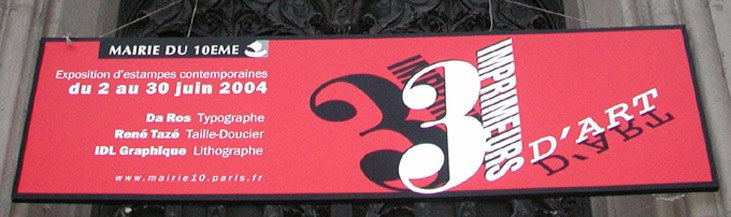 MAIRIE DU 10EME
Exposition d'estampes contemporaines
du 2 au 30 juin 2004
Da Ros Typographe
René Tazé Taille-Doucier
IDL Graphique Lithographe
www.mairie10.paris.fr
3
IMPRIMEURS
D'ART